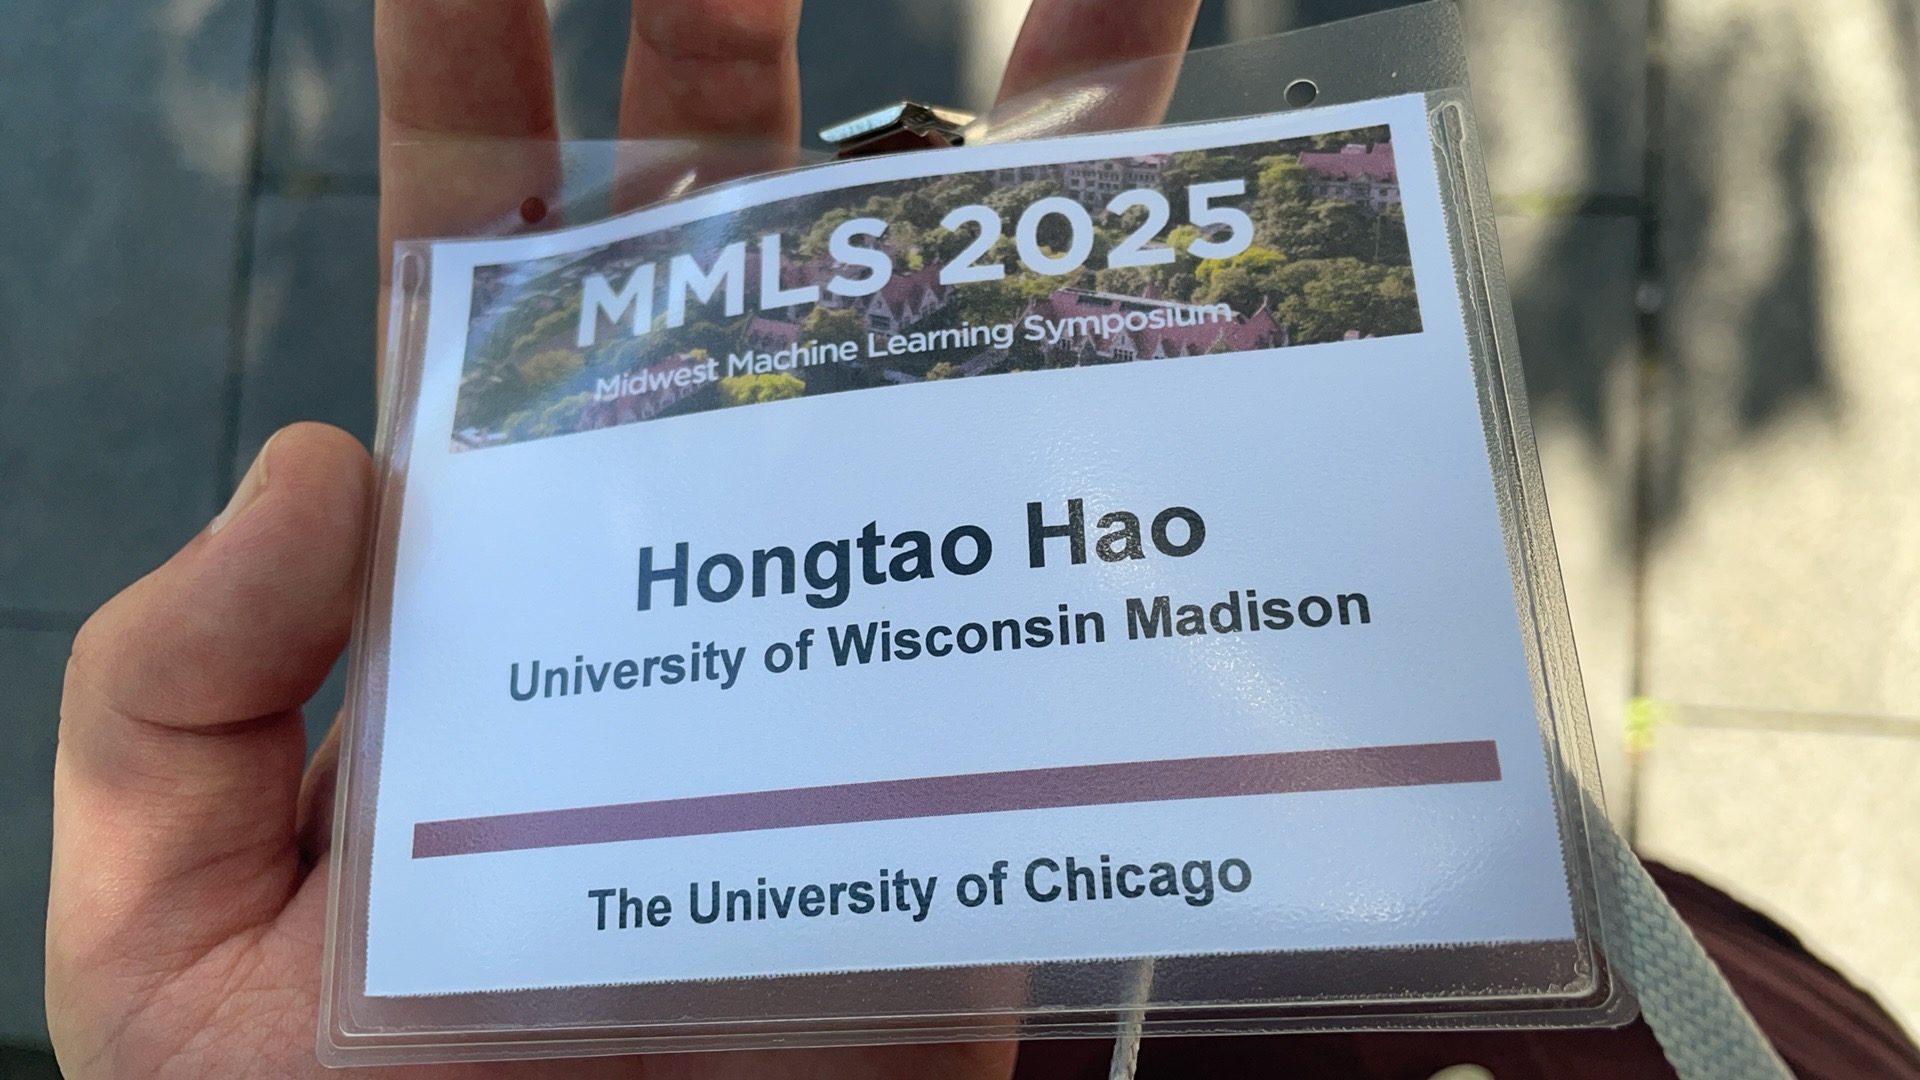 MMLS 2025
Midwest Machine Learning Symposium
Hongtao Hao
University of Wisconsin Madison
The University of Chicago